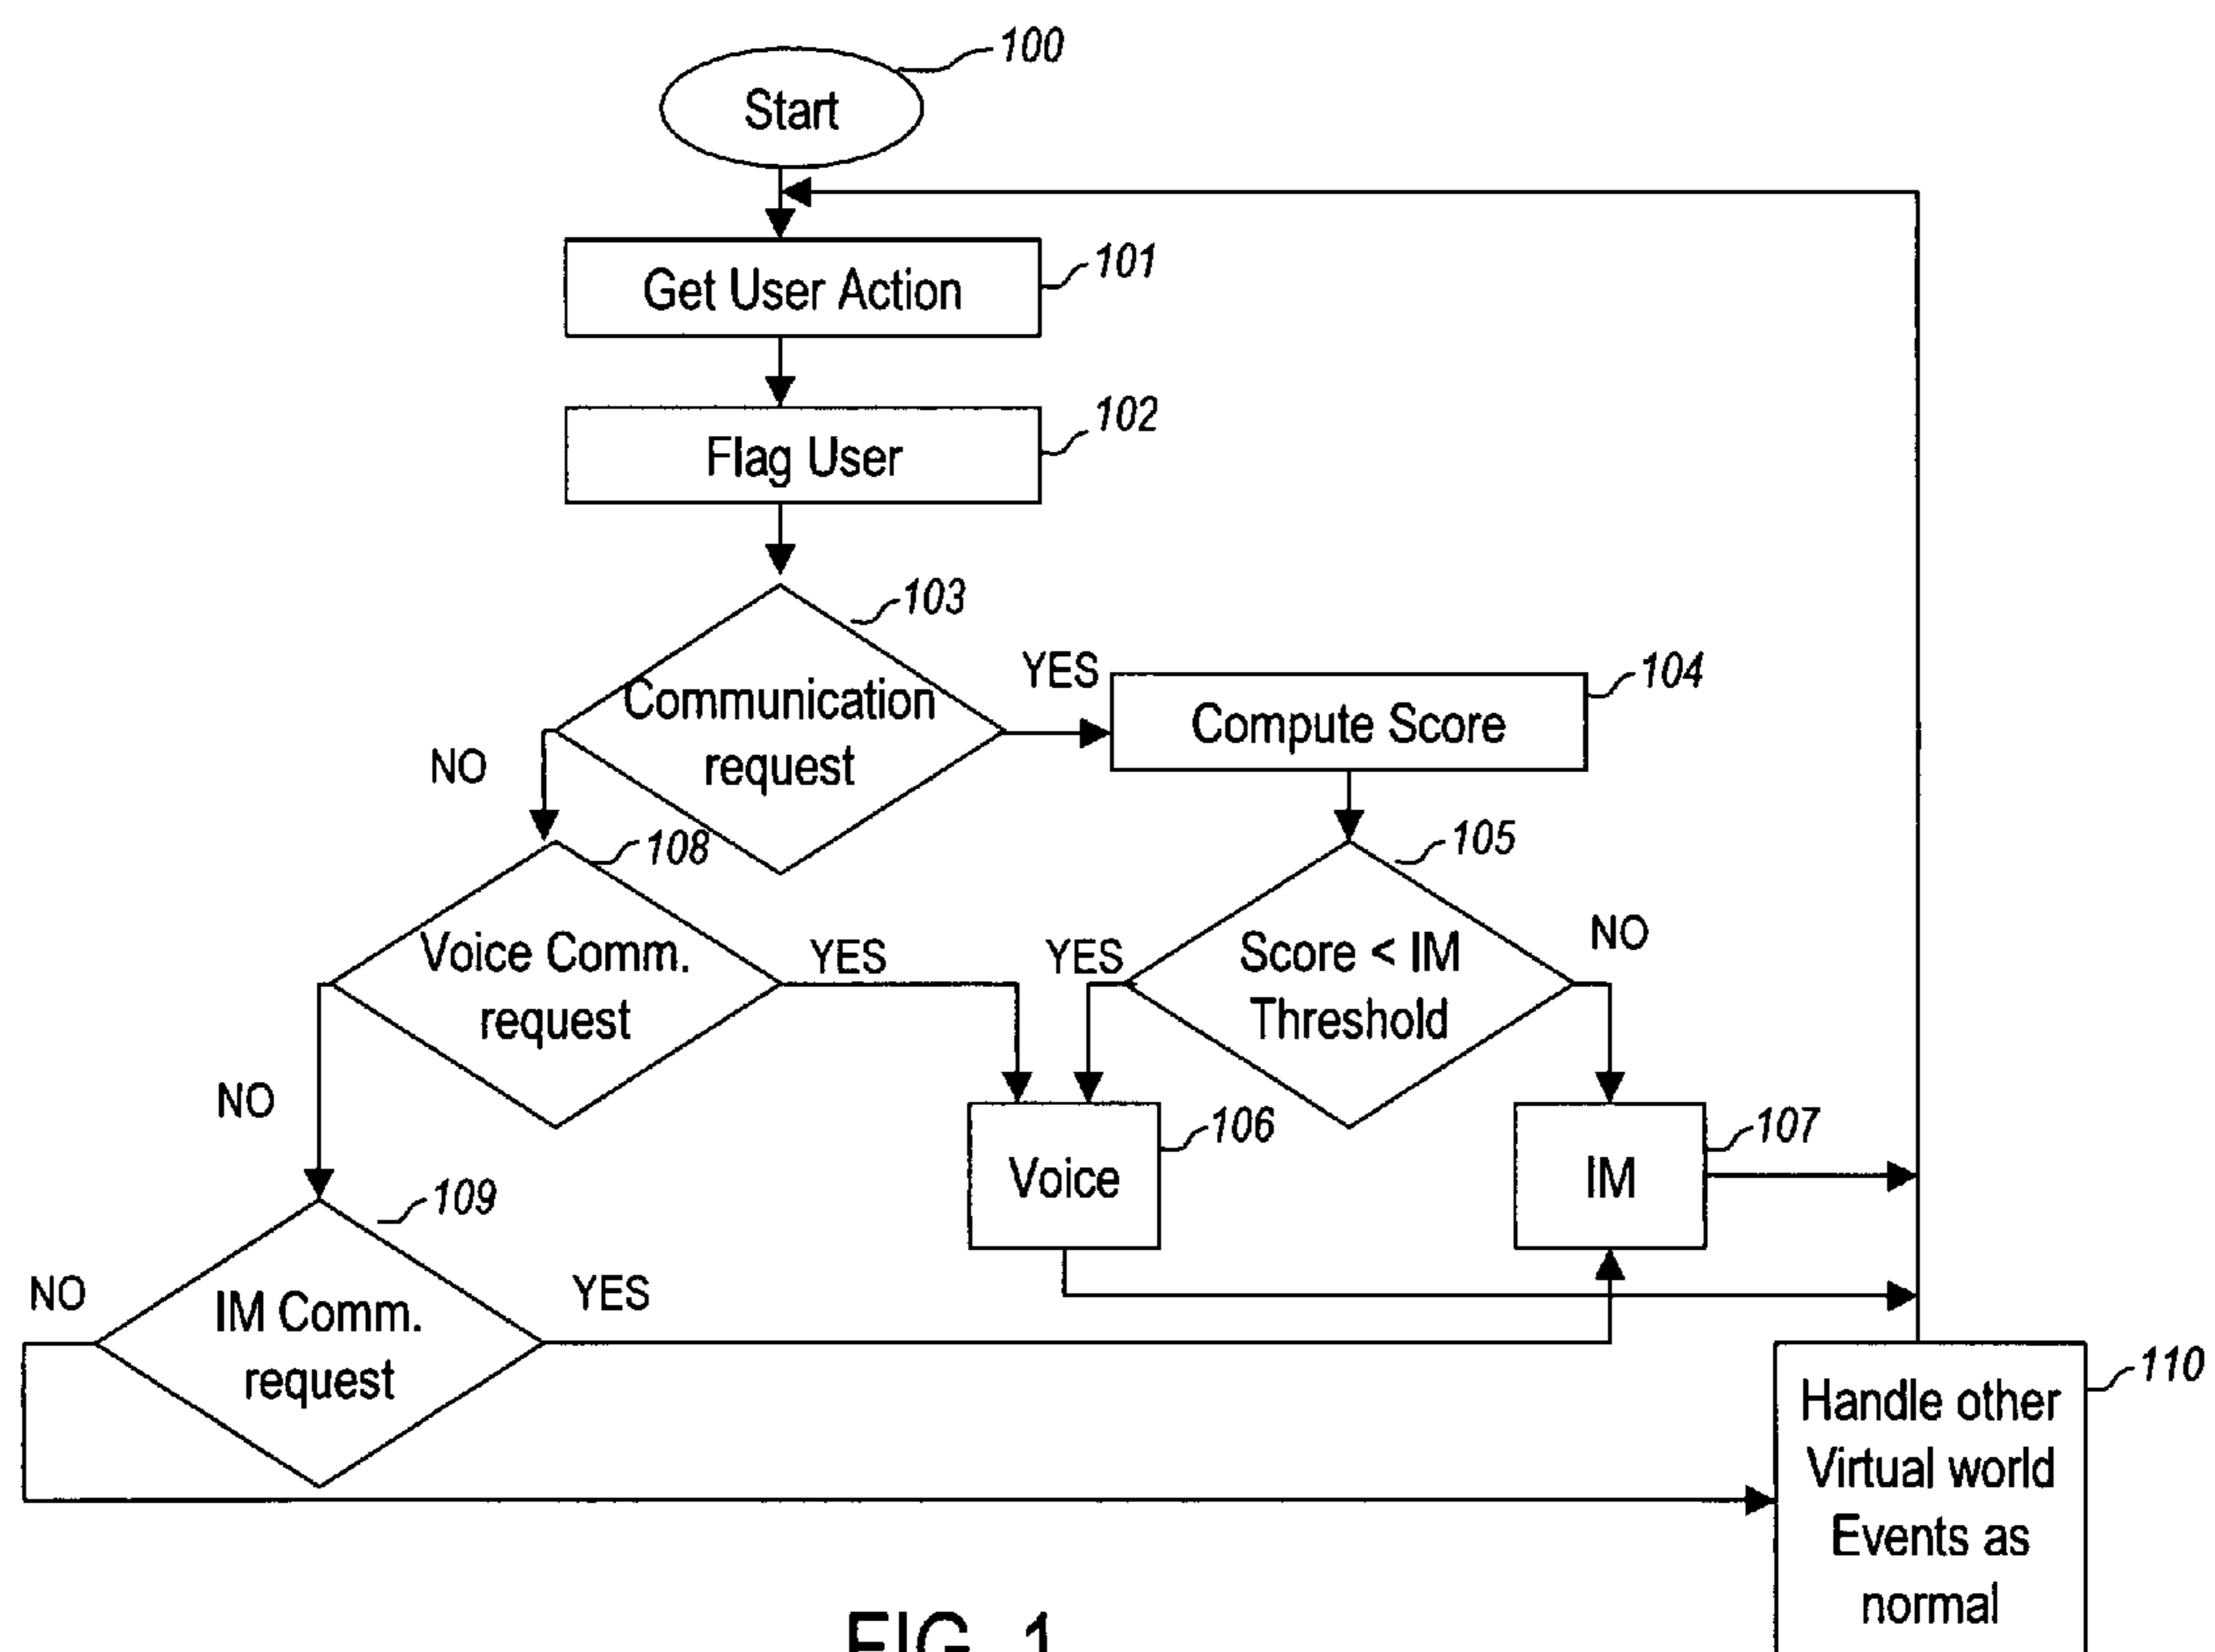 100
Start
101
Get User Action
102
Flag User
103
Communication
request
YES
NO
104
Compute Score
108
Voice Comm.
request
YES
NO
105
Score < IM
Threshold
YES
NO
106
Voice
107
IM
109
IM Comm.
request
NO
YES
110
Handle other
Virtual world
Events as
normal
FIG. 1